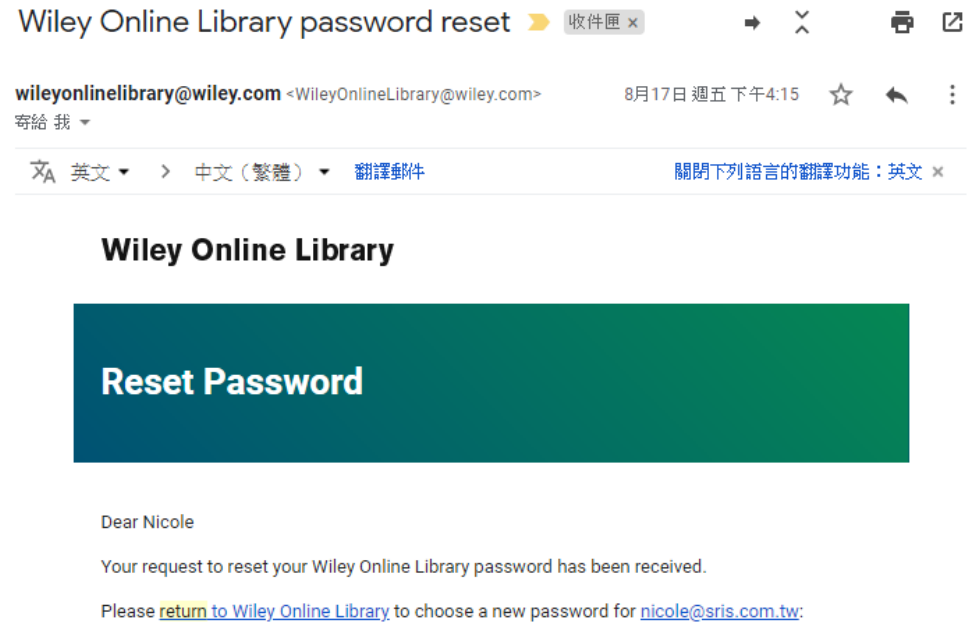 Wiley Online Library password reset 收件匣 ×
wileyonlinelibrary@wiley.com <WileyOnlineLibrary@wiley.com> 8月17日 週五 下午4:15
寄給 我
英文 > 中文（繁體） 翻譯郵件 關閉下列語言的翻譯功能：英文 ×
Wiley Online Library
Reset Password
Dear Nicole
Your request to reset your Wiley Online Library password has been received.
Please return to Wiley Online Library to choose a new password for nicole@sris.com.tw: